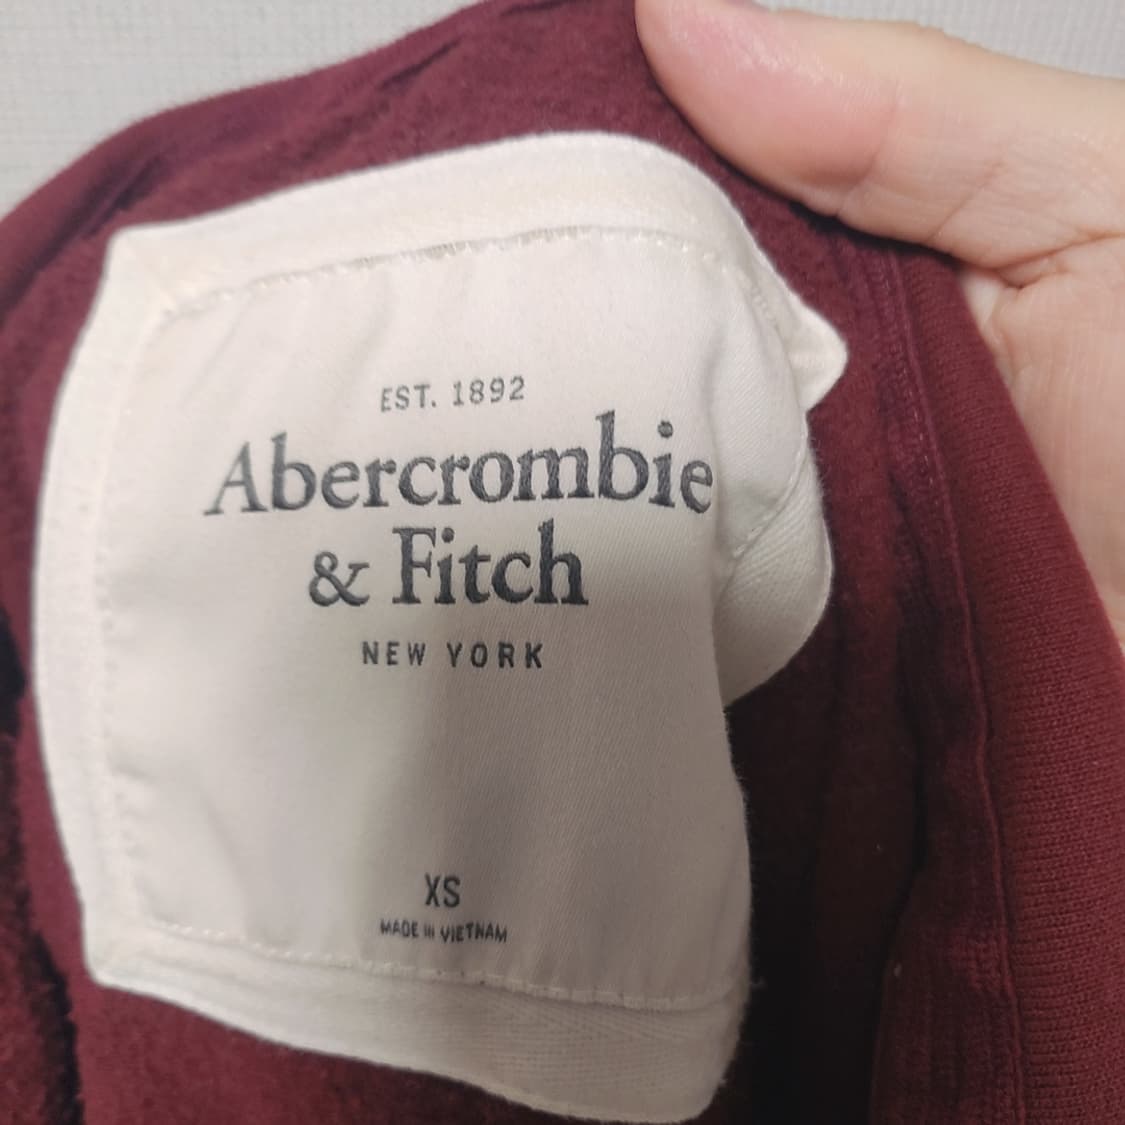 EST. 1892
Abercrombie
& Fitch
NEW YORK
XS
MADE IN VIETNAM